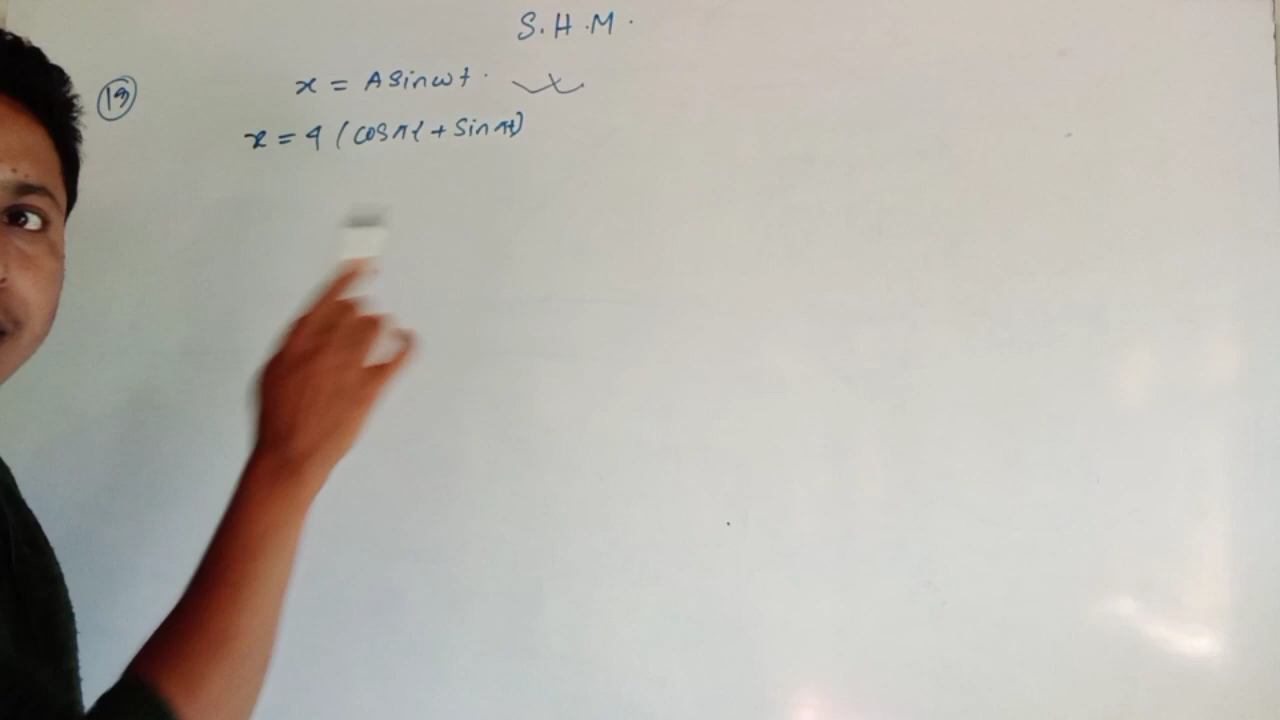 S.H.M.
19
x = A sin ωt.
x = 4 (cos πt + sin πt)